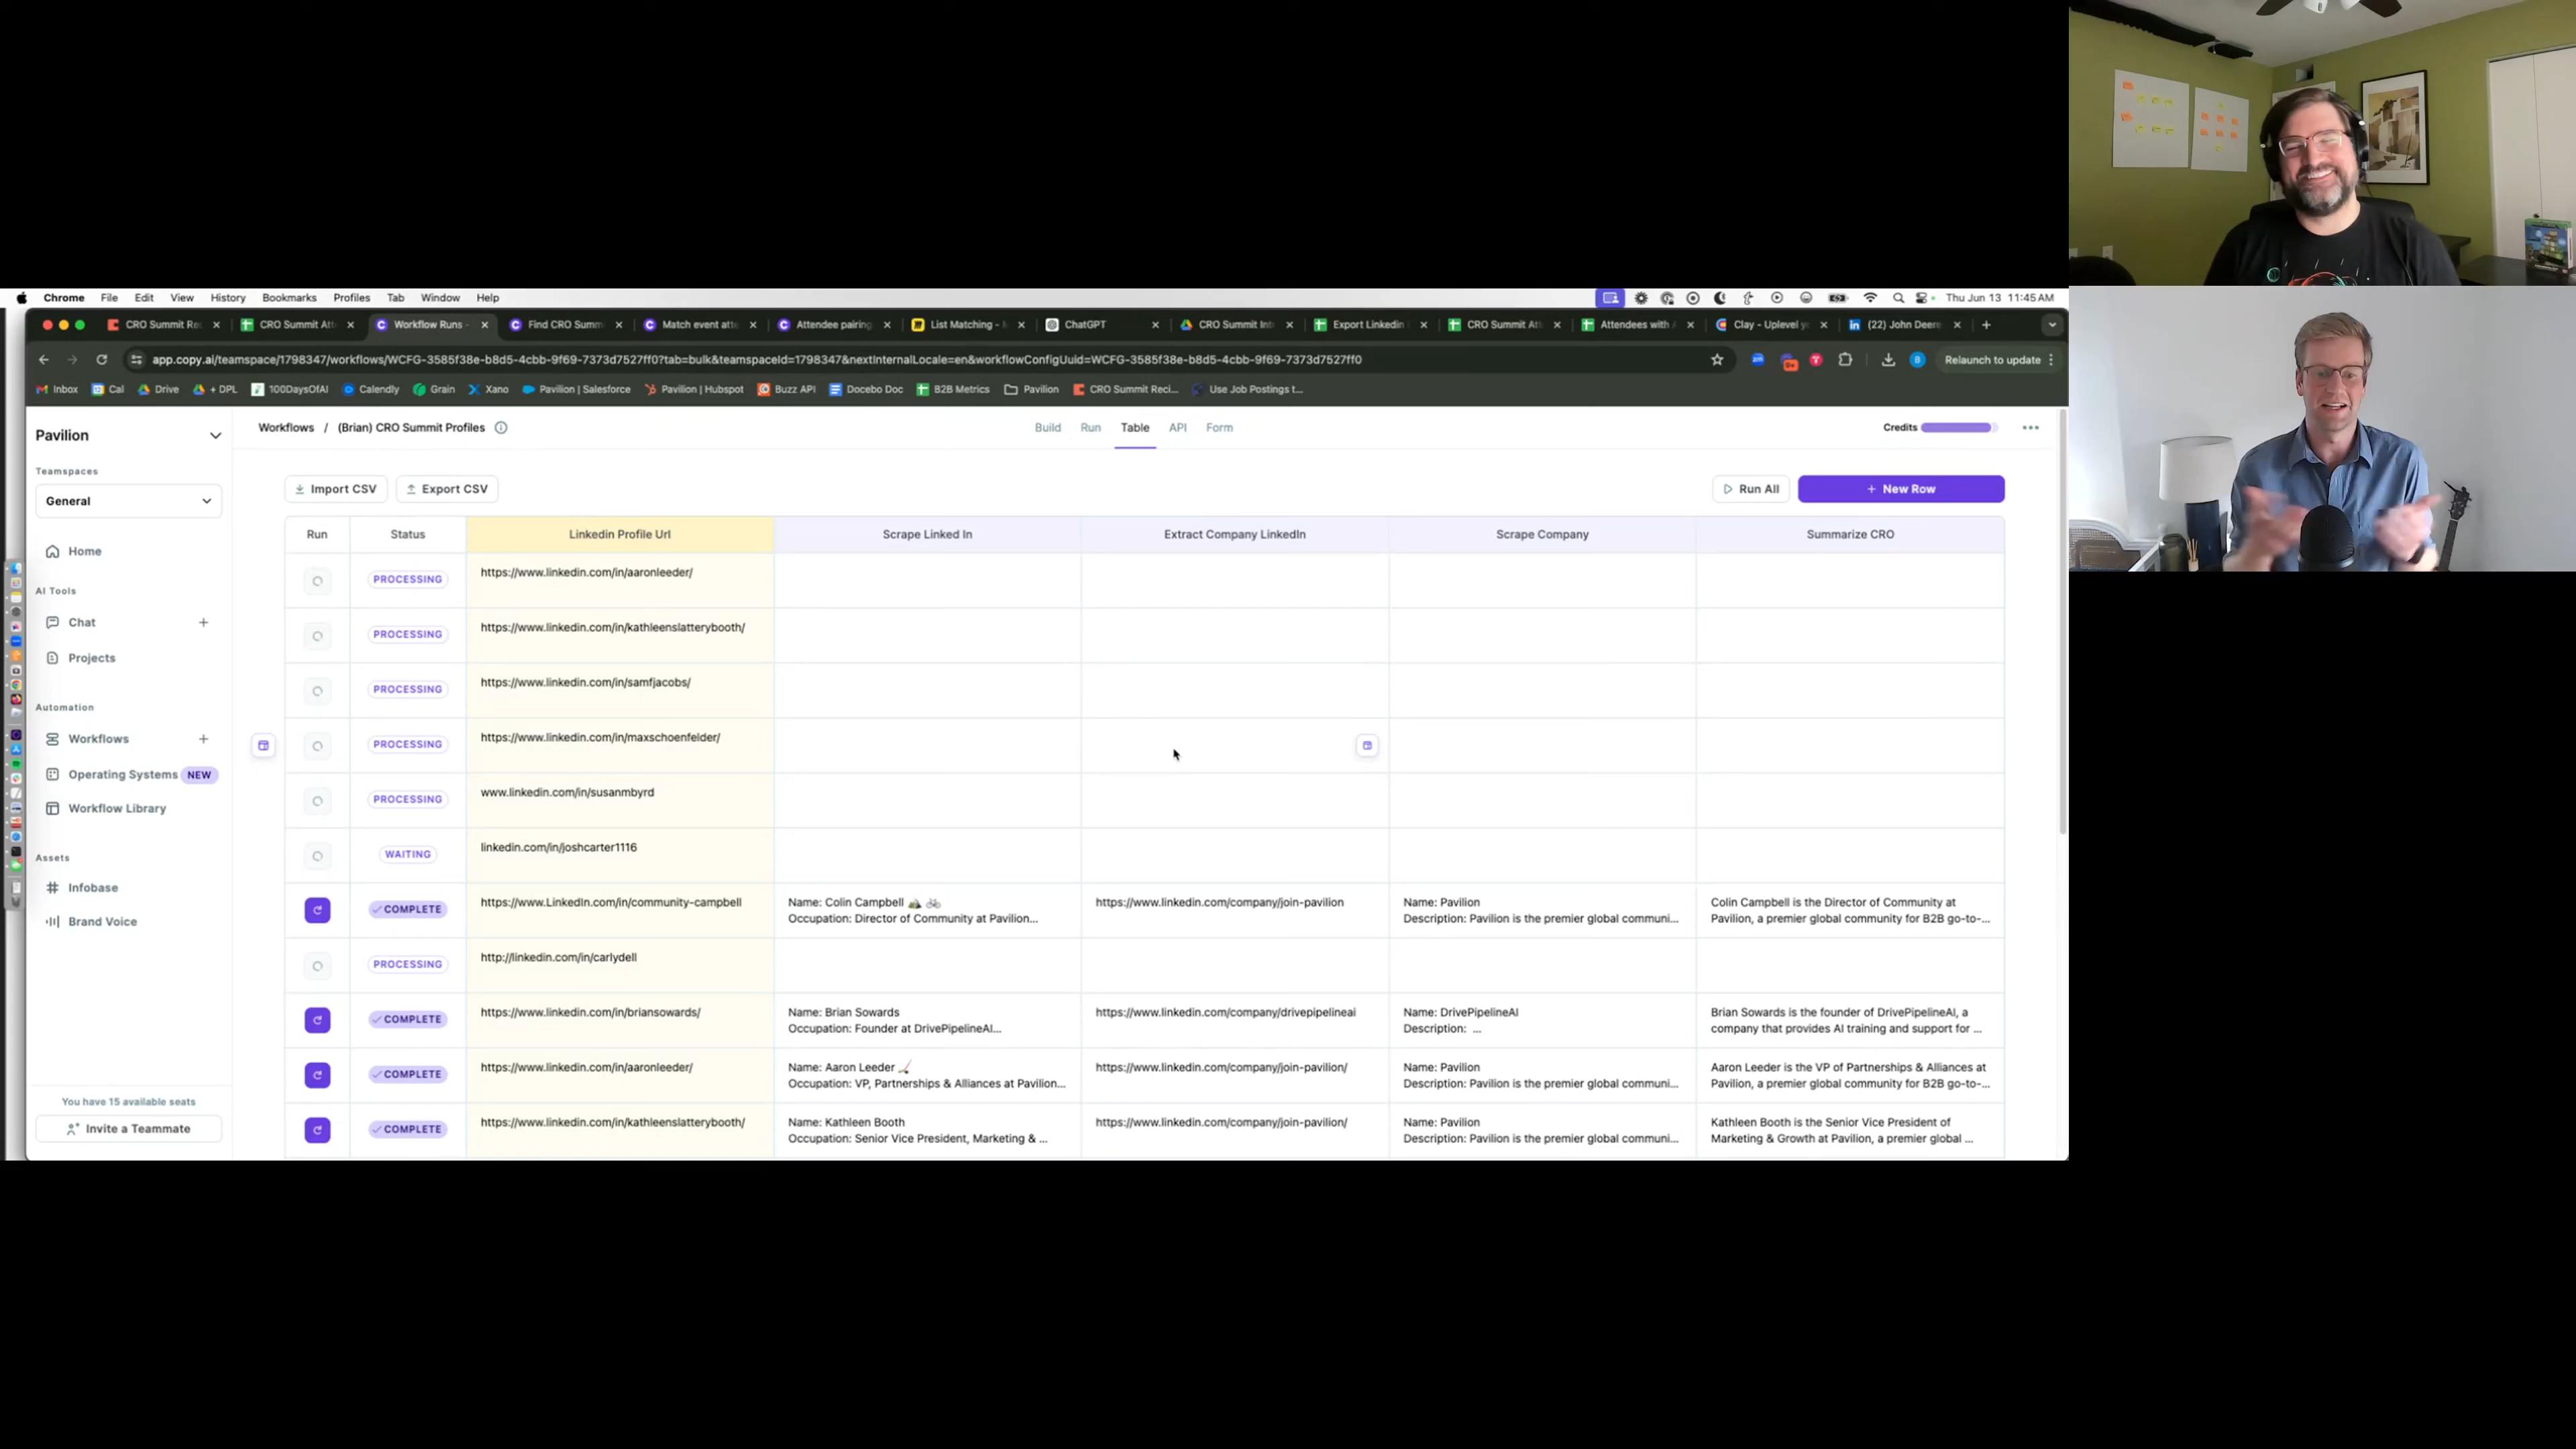 Chrome File Edit View History Bookmarks Profiles Tab Window Help
Thu Jun 13 11:45 AM
CRO Summit Re
CRO Summit Att
Workflow Runs -
Find CRO Summ
Match event atte
Attendee pairing
List Matching -
ChatGPT
CRO Summit Int
Export Linkedin
CRO Summit At
Attendees with
Clay - Uplevel y
(22) John Deere
app.copy.ai/teamspace/1798347/workflows/WCFG-3585f38e-b8d5-4cbb-9f69-7373d7527ff0?tab=bulk&teamspaceId=1798347&nextInternalLocale=en&workflowConfigUuid=WCFG-3585f38e-b8d5-4cbb-9f69-7373d7527ff0
Relaunch to update
Inbox
Cal
Drive
+ DPL
100DaysOfAI
Calendly
Grain
Xano
Pavilion | Salesforce
Pavilion | Hubspot
Buzz API
Docebo Doc
B2B Metrics
Pavilion
CRO Summit Reci...
Use Job Postings t...
Pavilion
Teamspaces
General
Home
AI Tools
Chat
Projects
Automation
Workflows
Operating Systems NEW
Workflow Library
Assets
Infobase
Brand Voice
You have 15 available seats
Invite a Teammate
Workflows / (Brian) CRO Summit Profiles
Build Run Table API Form
Credits
Import CSV
Export CSV
Run All
+ New Row
Run Status Linkedin Profile Url Scrape Linked In Extract Company LinkedIn Scrape Company Summarize CRO
PROCESSING https://www.linkedin.com/in/aaronleeder/
PROCESSING https://www.linkedin.com/in/kathleenslatterybooth/
PROCESSING https://www.linkedin.com/in/samfjacobs/
PROCESSING https://www.linkedin.com/in/maxschoenfelder/
PROCESSING www.linkedin.com/in/susanmbyrd
WAITING linkedin.com/in/joshcarter1116
COMPLETE
https://www.LinkedIn.com/in/community-campbell
Name: Colin Campbell
Occupation: Director of Community at Pavilion...
https://www.linkedin.com/company/join-pavilion
Name: Pavilion
Description: Pavilion is the premier global communi...
Colin Campbell is the Director of Community at
Pavilion, a premier global community for B2B go-to-...
PROCESSING http://linkedin.com/in/carlydell
COMPLETE
https://www.linkedin.com/in/briansowards/
Name: Brian Sowards
Occupation: Founder at DrivePipelineAI...
https://www.linkedin.com/company/drivepipelineai
Name: DrivePipelineAI
Description: ...
Brian Sowards is the founder of DrivePipelineAI, a
company that provides AI training and support for ...
COMPLETE
https://www.linkedin.com/in/aaronleeder/
Name: Aaron Leeder
Occupation: VP, Partnerships & Alliances at Pavilion...
https://www.linkedin.com/company/join-pavilion/
Name: Pavilion
Description: Pavilion is the premier global communi...
Aaron Leeder is the VP of Partnerships & Alliances at
Pavilion, a premier global community for B2B go-to-...
COMPLETE
https://www.linkedin.com/in/kathleenslatterybooth/
Name: Kathleen Booth
Occupation: Senior Vice President, Marketing & ...
https://www.linkedin.com/company/join-pavilion/
Name: Pavilion
Description: Pavilion is the premier global communi...
Kathleen Booth is the Senior Vice President of
Marketing & Growth at Pavilion, a premier global ...